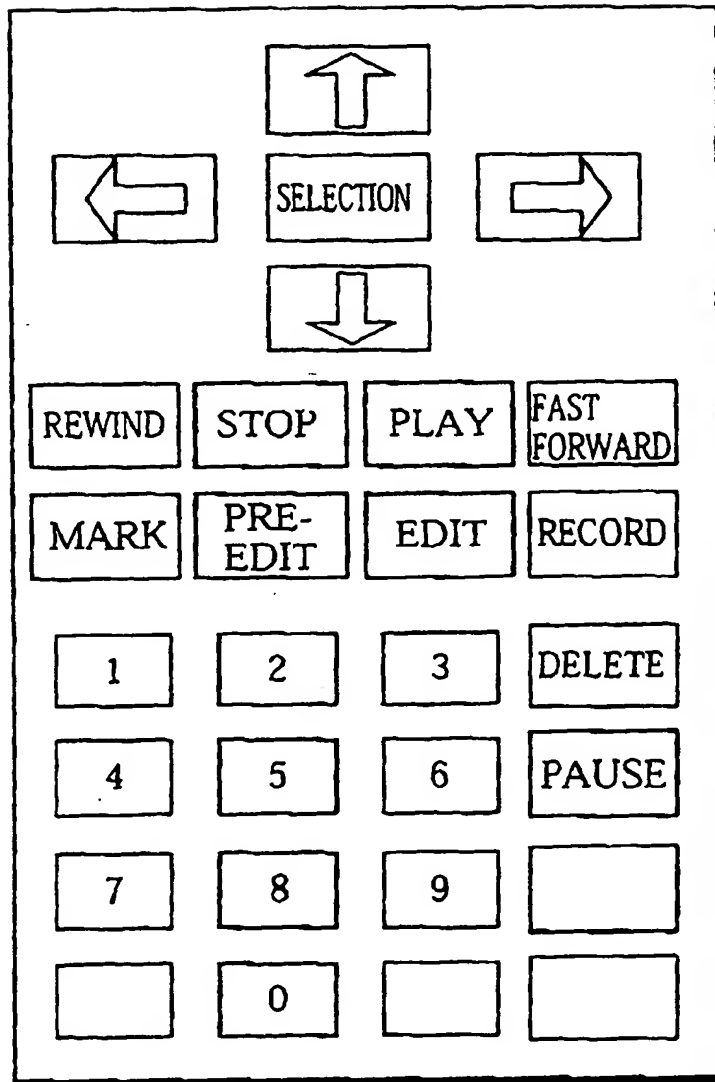 SELECTION
REWIND STOP PLAY FAST FORWARD
MARK PRE-EDIT EDIT RECORD
1 2 3 DELETE
4 5 6 PAUSE
7 8 9
0